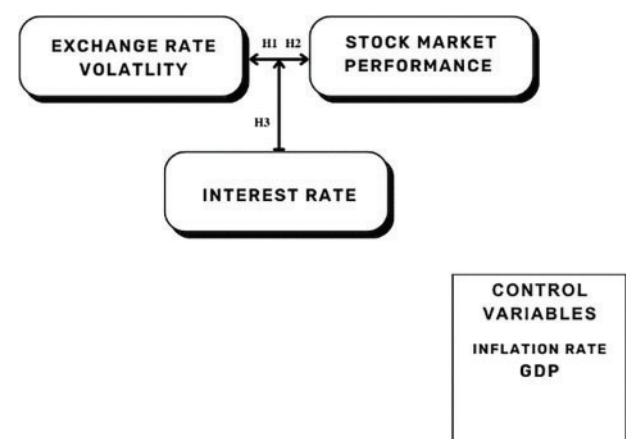 EXCHANGE RATE
VOLATLITY
H1 H2
STOCK MARKET
PERFORMANCE
H3
INTEREST RATE
CONTROL
VARIABLES
INFLATION RATE
GDP